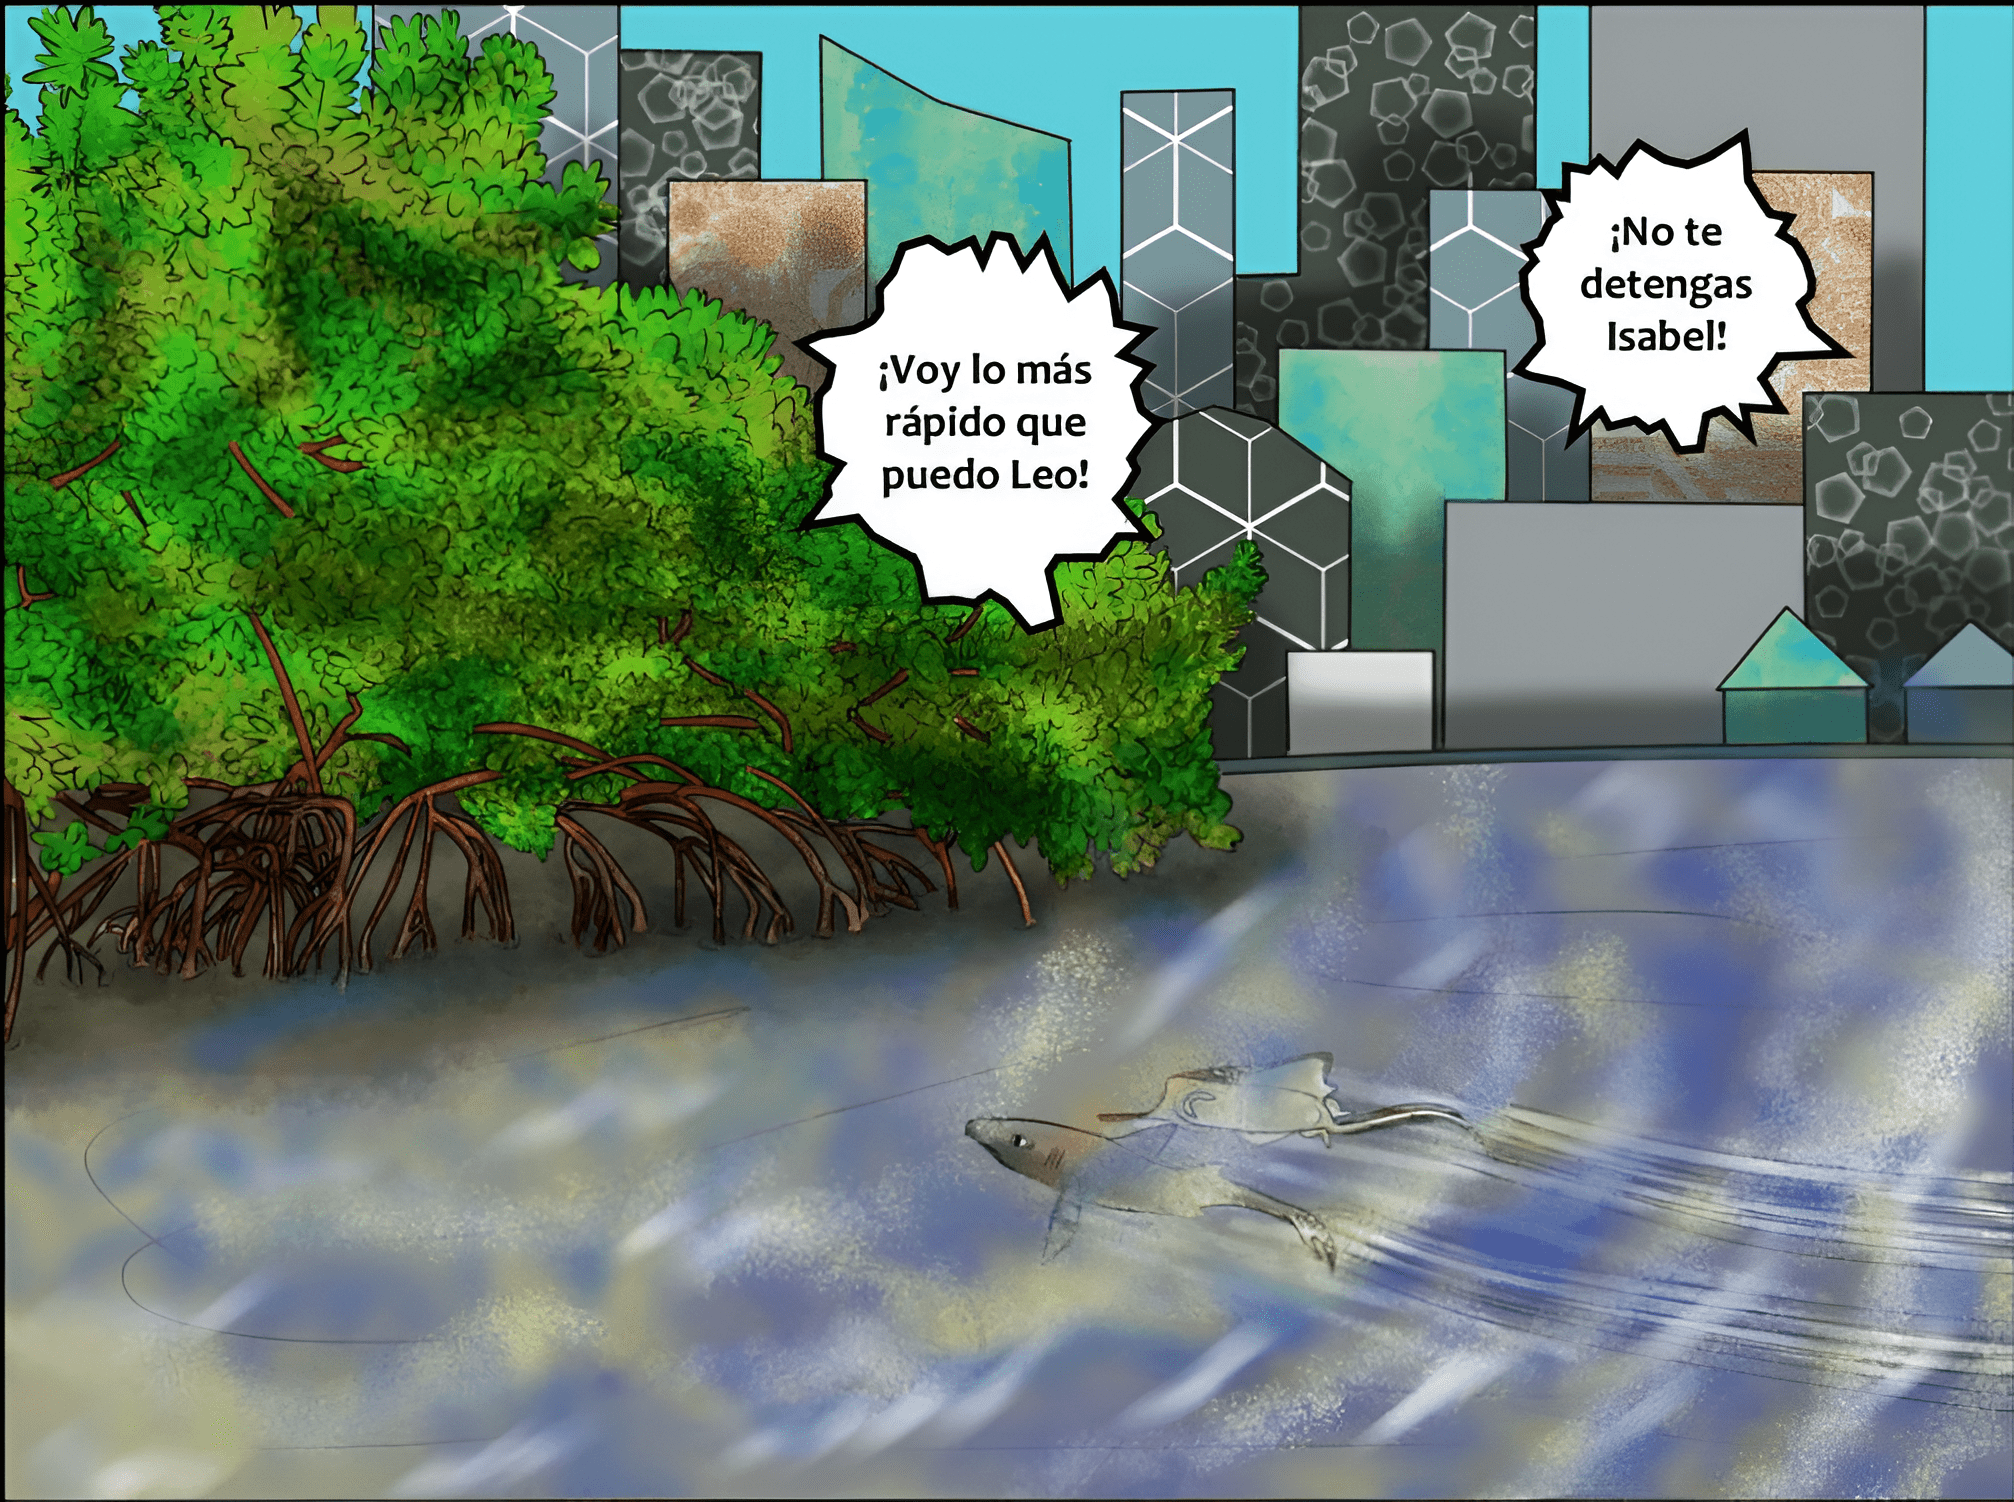 ¡No te
detengas
Isabel!
¡Voy lo más
rápido que
puedo Leo!